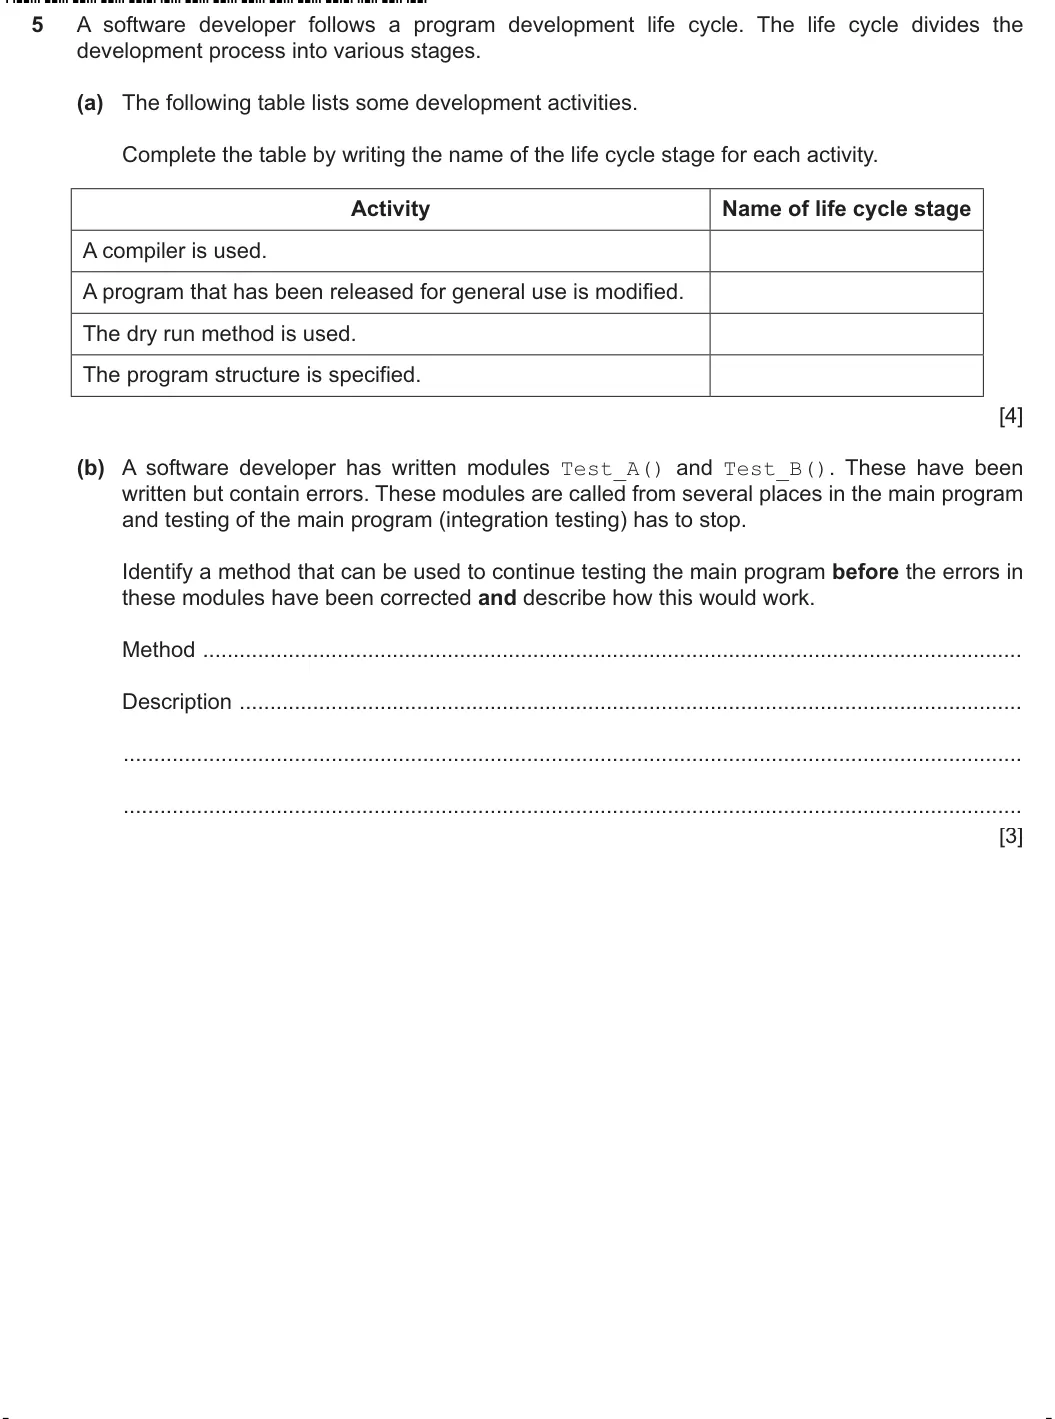 5 A software developer follows a program development life cycle. The life cycle divides the
development process into various stages.
(a) The following table lists some development activities.
Complete the table by writing the name of the life cycle stage for each activity.
Activity Name of life cycle stage
A compiler is used.
A program that has been released for general use is modified.
The dry run method is used.
The program structure is specified.
[4]
(b) A software developer has written modules Test_A() and Test_B(). These have been
written but contain errors. These modules are called from several places in the main program
and testing of the main program (integration testing) has to stop.
Identify a method that can be used to continue testing the main program before the errors in
these modules have been corrected and describe how this would work.
Method ................................................................................
Description ................................................................................
................................................................................
................................................................................
[3]